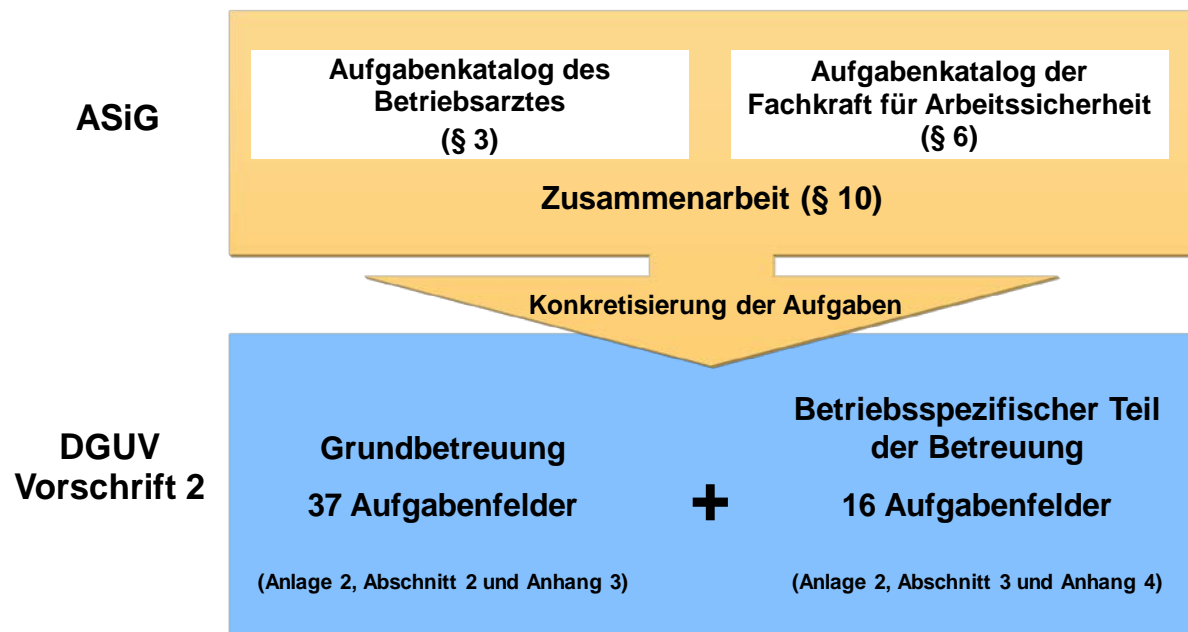 ASiG
Aufgabenkatalog des
Betriebsarztes
(§ 3)
Aufgabenkatalog der
Fachkraft für Arbeitssicherheit
(§ 6)
Zusammenarbeit (§ 10)
Konkretisierung der Aufgaben
DGUV
Vorschrift 2
Grundbetreuung
37 Aufgabenfelder
(Anlage 2, Abschnitt 2 und Anhang 3)
+
Betriebsspezifischer Teil
der Betreuung
16 Aufgabenfelder
(Anlage 2, Abschnitt 3 und Anhang 4)